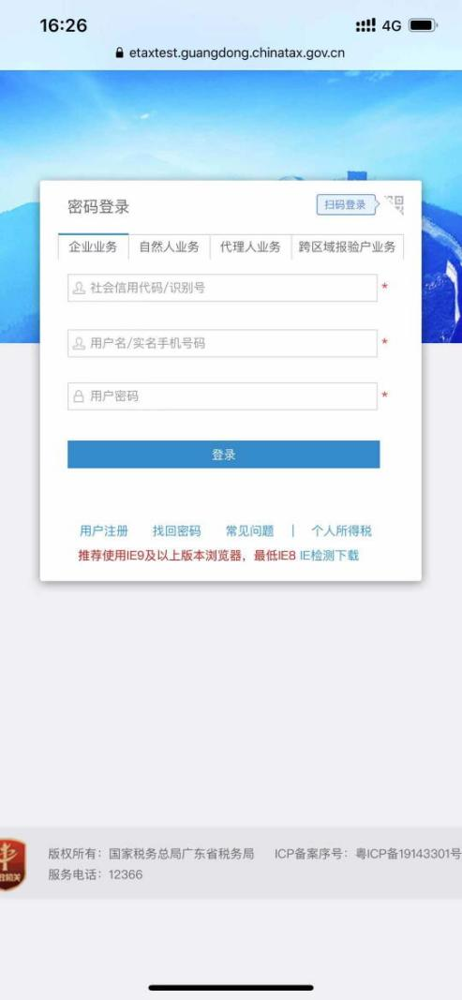 16:26
4G
etaxtest.guangdong.chinatax.gov.cn
密码登录
扫码登录
企业业务 自然人业务 代理人业务 跨区域报验户业务
社会信用代码/识别号 *
用户名/实名手机号码 *
用户密码 *
登录
用户注册 找回密码 常见问题 | 个人所得税
推荐使用IE9及以上版本浏览器，最低IE8 IE检测下载
版权所有：国家税务总局广东省税务局 ICP备案序号：粤ICP备19143301号
服务电话：12366